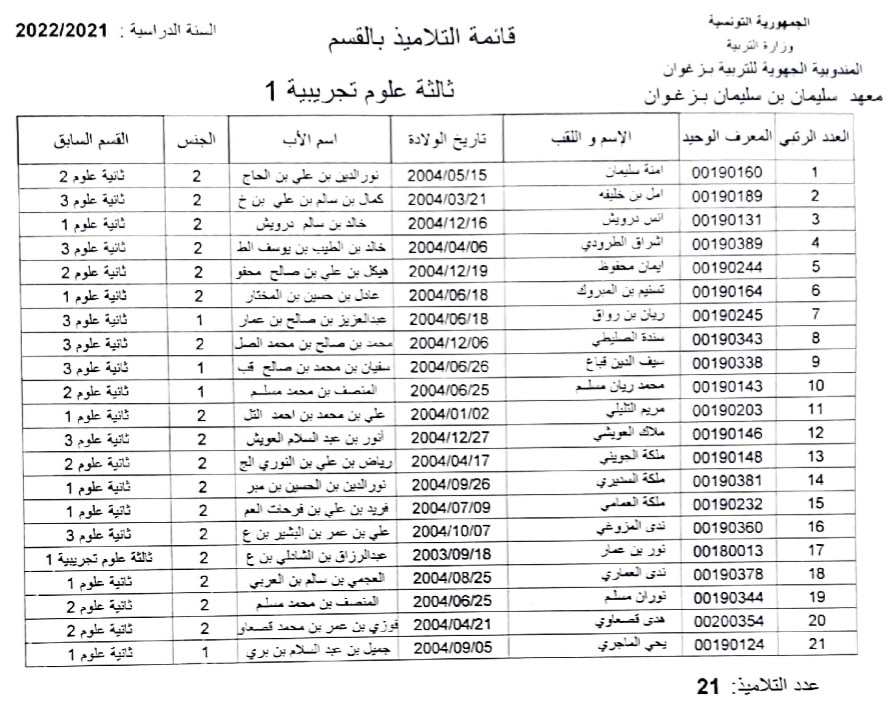 الجمهورية التونسية
وزارة التربية
المندوبية الجهوية للتربية بـزغوان
معهد سليمان بن سليمان بـزغوان
قائمة التلاميذ بالقسم
ثالثة علوم تجريبية 1
السنة الدراسية : 2022/2021
العدد الرتبي المعرف الوحيد الإسم و اللقب تاريخ الولادة اسم الأب الجنس القسم السابق
1 00190160 امنة سليمان 2004/05/15 نورالدين بن علي بن الحاج 2 ثانية علوم 2
2 00190189 امل بن خليفه 2004/03/21 كمال بن سالم بن علي بن خ 2 ثانية علوم 3
3 00190131 انس درويش 2004/12/16 خالد بن سالم درويش 2 ثانية علوم 1
4 00190389 اشراق الطرودي 2004/04/06 خالد بن الطيب بن يوسف الط 2 ثانية علوم 3
5 00190244 ايمان محفوظ 2004/12/19 هيكل بن علي بن صالح محفو 2 ثانية علوم 2
6 00190164 تسنيم بن المبروك 2004/06/18 عادل بن حسين بن المختار 2 ثانية علوم 1
7 00190245 ريان بن رواق 2004/06/18 عبدالعزيز بن صالح بن عمار 1 ثانية علوم 3
8 00190343 سندة الصليطي 2004/12/06 محمد بن صالح بن محمد الصل 2 ثانية علوم 3
9 00190338 سيف الدين قباع 2004/06/26 سفيان بن محمد بن صالح قب 1 ثانية علوم 3
10 00190143 محمد ريان مسلم 2004/06/25 المنصف بن محمد مسلم 1 ثانية علوم 2
11 00190203 مريم التليلي 2004/01/02 علي بن محمد بن احمد التل 2 ثانية علوم 1
12 00190146 ملاك العويشي 2004/12/27 أنور بن عبد السلام العويش 2 ثانية علوم 3
13 00190148 ملكة الجويني 2004/04/17 رياض بن علي بن النوري الج 2 ثانية علوم 2
14 00190381 ملكة السديري 2004/09/26 نورالدين بن الحسين بن مبر 2 ثانية علوم 1
15 00190232 ملكة العمامي 2004/07/09 فريد بن علي بن فرحات العم 2 ثانية علوم 1
16 00190360 ندى المزوغي 2004/10/07 علي بن عمر بن البشير بن ع 2 ثانية علوم 3
17 00180013 نور بن عمار 2003/09/18 عبدالرزاق بن الشاذلي بن ع 2 ثالثة علوم تجريبية 1
18 00190378 ندى العماري 2004/08/25 العجمي بن سالم بن العربي 2 ثانية علوم 1
19 00190344 نوران مسلم 2004/06/25 المنصف بن محمد مسلم 2 ثانية علوم 2
20 00200354 هدى قصعاوي 2004/04/21 فوزي بن عمر بن محمد قصعاو 2 ثانية علوم 2
21 00190124 يحي الماجري 2004/09/05 جميل بن عبد السلام بن بري 1 ثانية علوم 1
عدد التلاميذ: 21